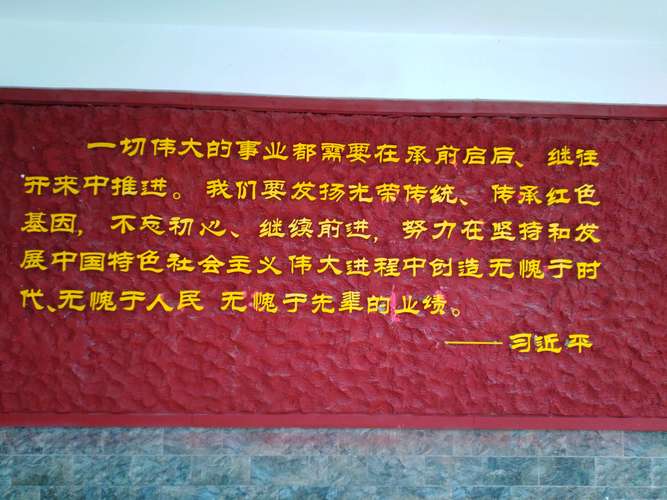 一切伟大的事业都需要在承前启后、继往
开来中推进。我们要发扬光荣传统、传承红色
基因，不忘初心、继续前进，努力在坚持和发
展中国特色社会主义伟大进程中创造无愧于时
代、无愧于人民 无愧于先辈的业绩。
——习近平